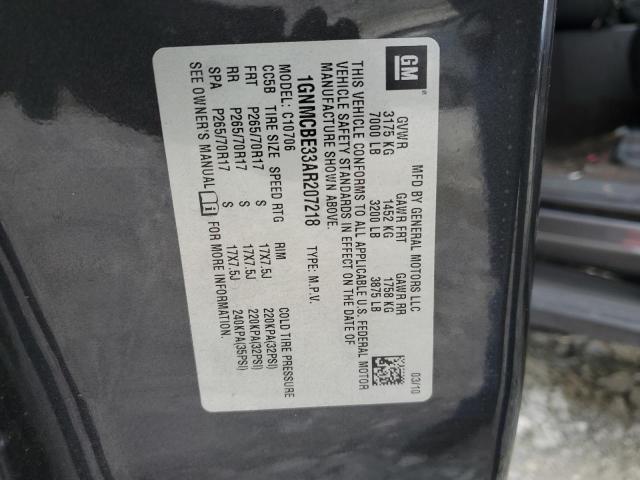 GM
MFD BY GENERAL MOTORS LLC
03/10
GVWR GAWR FRT GAWR RR
3175 KG 1452 KG 1758 KG
7000 LB 3200 LB 3875 LB
THIS VEHICLE CONFORMS TO ALL APPLICABLE U.S. FEDERAL MOTOR
VEHICLE SAFETY STANDARDS IN EFFECT ON THE DATE OF
MANUFACTURE SHOWN ABOVE.
1GNMCBE33AR207218 TYPE: M.P.V.
MODEL: C10706
CC5B TIRE SIZE SPEED RTG RIM COLD TIRE PRESSURE
FRT P265/70R17 S 17X7.5J 220KPA(32PSI)
RR P265/70R17 S 17X7.5J 220KPA(32PSI)
SPA P265/70R17 S 17X7.5J 240KPA(35PSI)
SEE OWNER'S MANUAL FOR MORE INFORMATION.